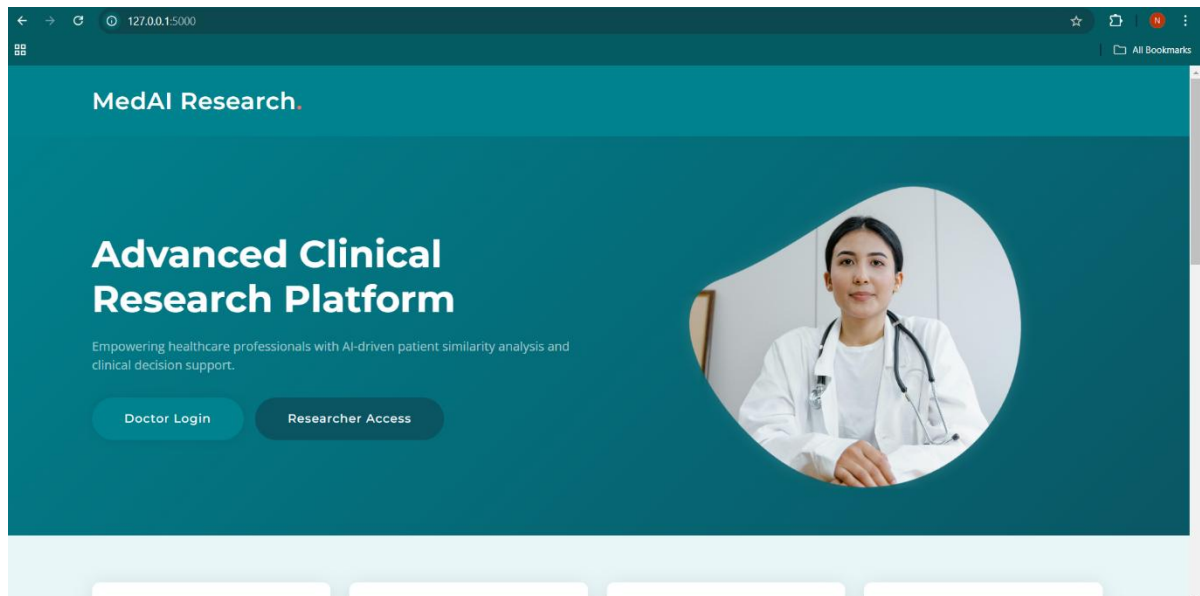 127.0.0.1:5000
N
All Bookmarks
MedAI Research.
Advanced Clinical
Research Platform
Empowering healthcare professionals with AI-driven patient similarity analysis and
clinical decision support.
Doctor Login
Researcher Access